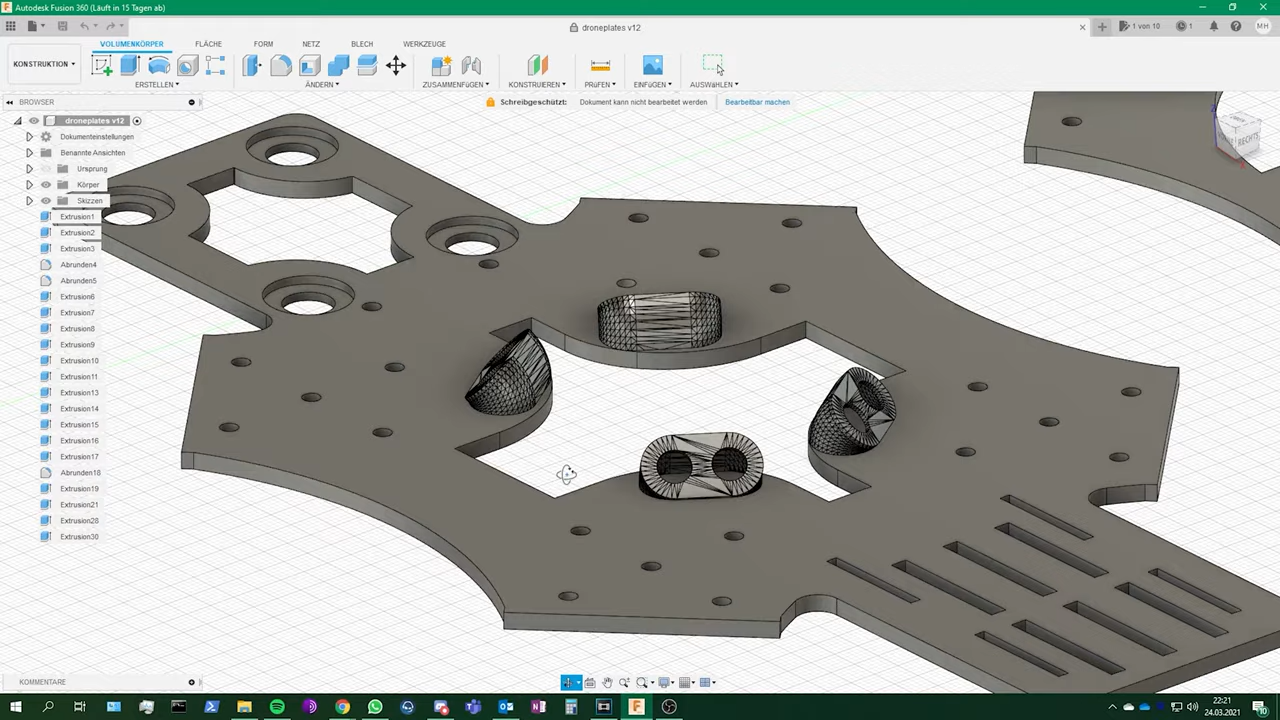 Autodesk Fusion 360 (Läuft in 15 Tagen ab)
droneplates v12
1 von 10
1
MH
KONSTRUKTION
VOLUMENKÖRPER
FLÄCHE
FORM
NETZ
BLECH
WERKZEUGE
ERSTELLEN
ÄNDERN
ZUSAMMENFÜGEN
KONSTRUIEREN
PRÜFEN
EINFÜGEN
AUSWÄHLEN
BROWSER
Schreibgeschützt:
Dokument kann nicht bearbeitet werden
Bearbeitbar machen
droneplates v12
Dokumenteinstellungen
Benannte Ansichten
Ursprung
Körper
Skizzen
Extrusion1
Extrusion2
Extrusion3
Abrunden4
Abrunden5
Extrusion6
Extrusion7
Extrusion8
Extrusion9
Extrusion10
Extrusion11
Extrusion13
Extrusion14
Extrusion15
Extrusion16
Extrusion17
Abrunden18
Extrusion19
Extrusion21
Extrusion28
Extrusion30
RECHTS
KOMMENTARE
22:21
24.03.2021